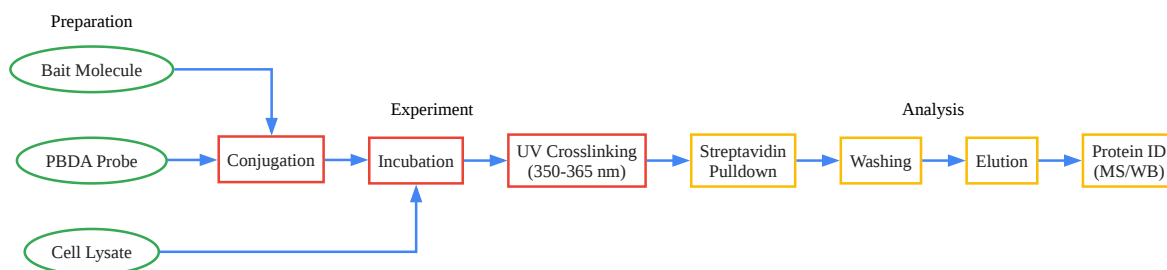 Preparation
Bait Molecule
Experiment
Analysis
PBDA Probe
Conjugation
Incubation
UV Crosslinking
(350-365 nm)
Streptavidin
Pulldown
Washing
Elution
Protein ID
(MS/WB)
Cell Lysate